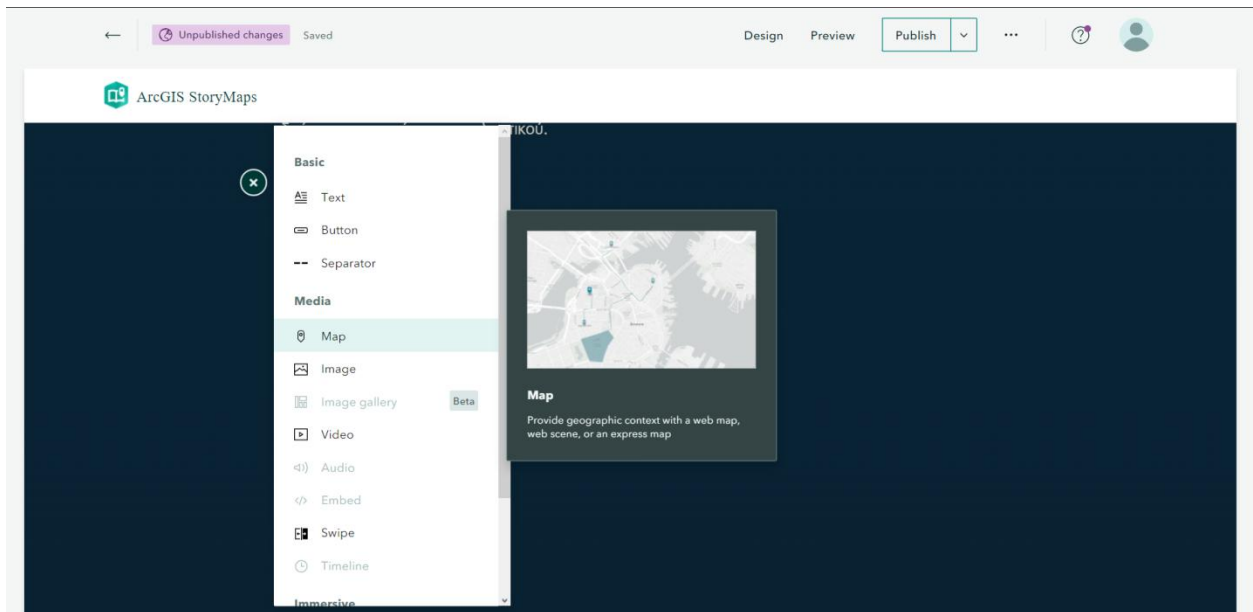 Unpublished changes Saved Design Preview Publish
ArcGIS StoryMaps
τικού.
Basic
Text
Button
Separator
Media
Map
Image
Image gallery Beta
Video
Audio
Embed
Swipe
Timeline
Immersive
Map
Provide geographic context with a web map,
web scene, or an express map